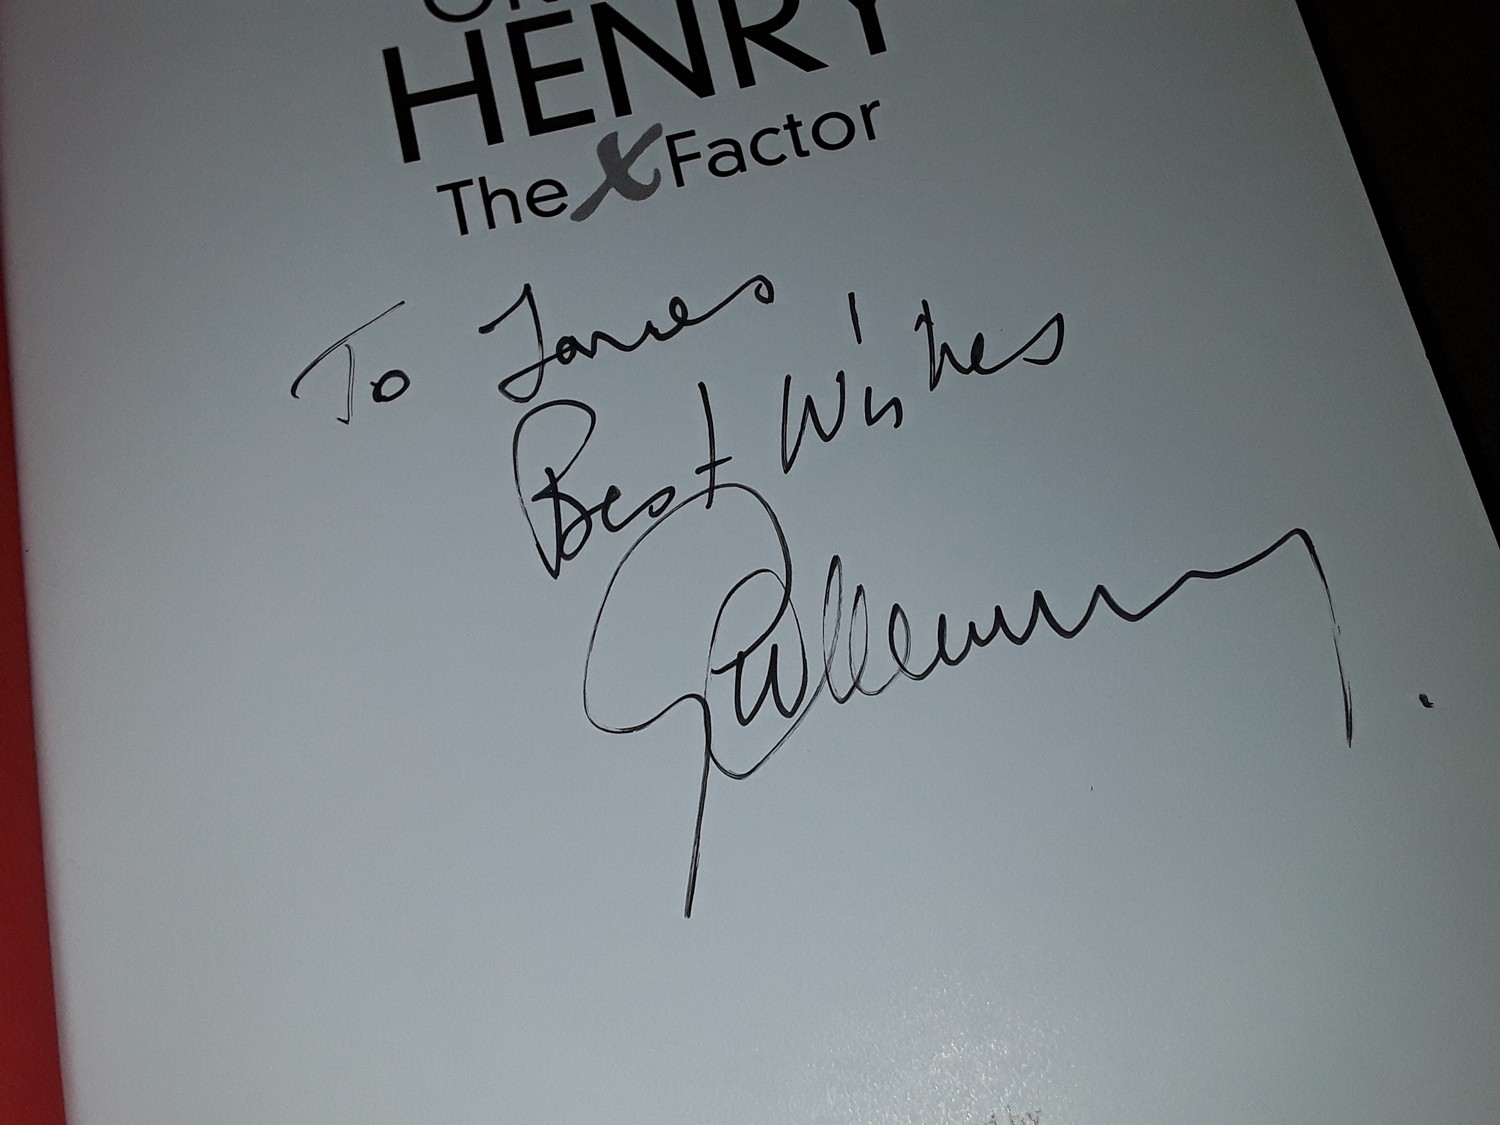 HENRY
The X Factor
To James
Best Wishes